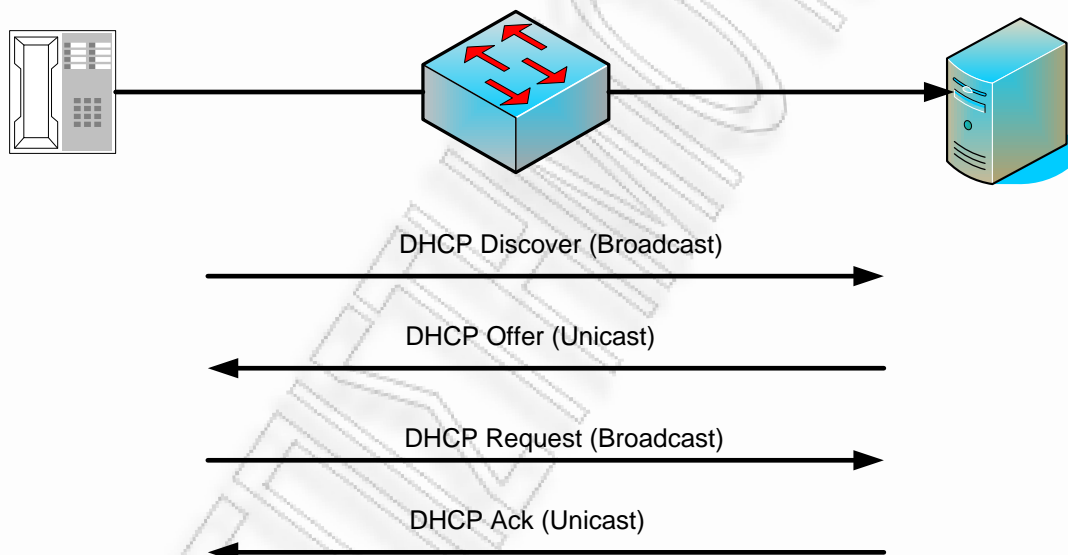 DHCP Discover (Broadcast)
DHCP Offer (Unicast)
DHCP Request (Broadcast)
DHCP Ack (Unicast)